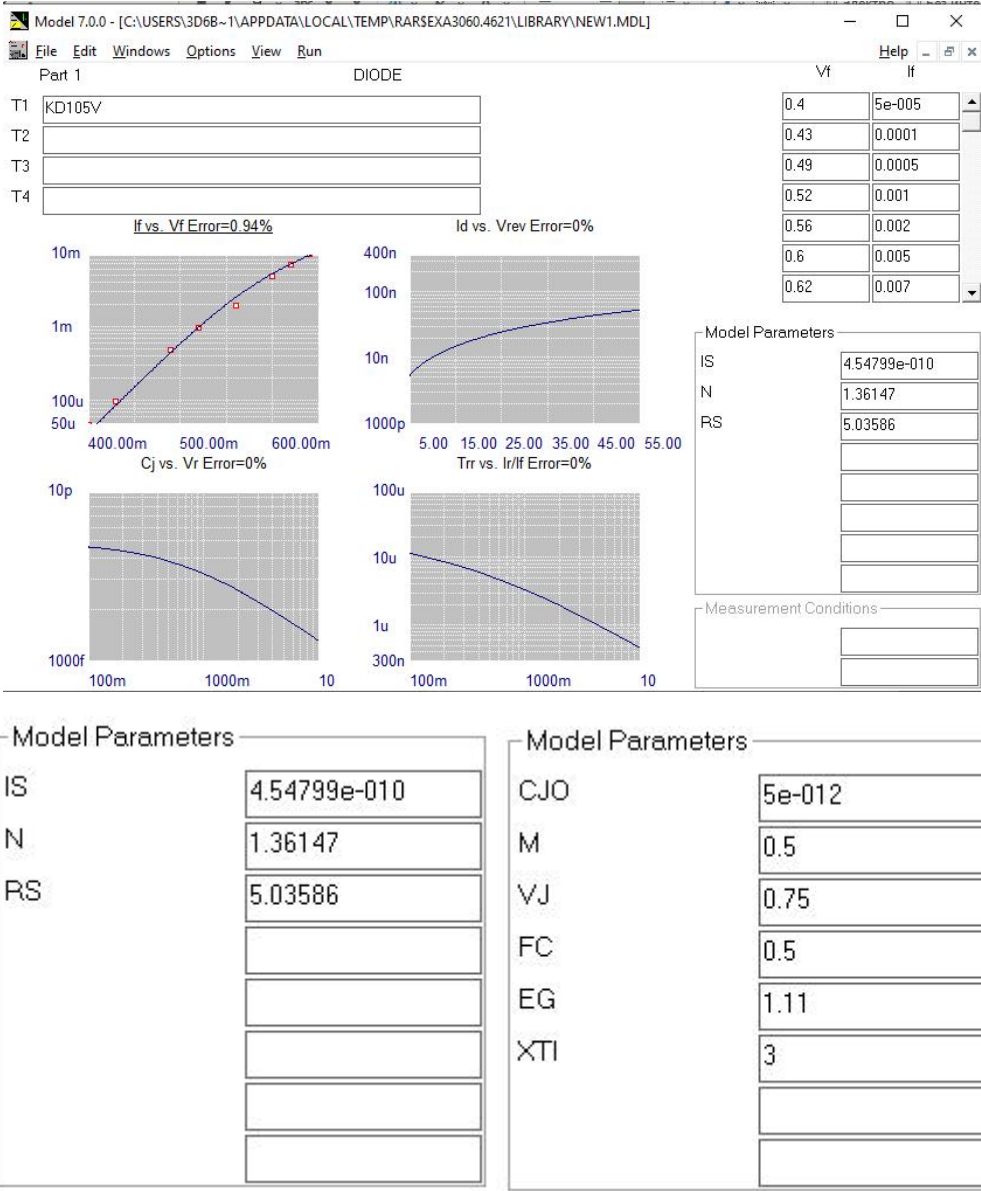 Model 7.0.0 - [C:\USERS\3D6B~1\APPDATA\LOCAL\TEMP\RAR$EXA3060.4621\LIBRARY\NEW1.MDL]
File Edit Windows Options View Run Help
Part 1 DIODE Vf If
T1 KD105V
T2
T3
T4
0.4 5e-005
0.43 0.0001
0.49 0.0005
0.52 0.001
0.56 0.002
0.6 0.005
0.62 0.007
If vs. Vf Error=0.94%
10m
1m
100u
50u
400.00m 500.00m 600.00m
Id vs. Vrev Error=0%
400n
100n
10n
1000p
5.00 15.00 25.00 35.00 45.00 55.00
Cj vs. Vr Error=0%
10p
1000f
100m 1000m 10
Trr vs. Ir/If Error=0%
100u
10u
1u
300n
100m 1000m 10
Model Parameters
IS 4.54799e-010
N 1.36147
RS 5.03586
Measurement Conditions
Model Parameters
IS 4.54799e-010
N 1.36147
RS 5.03586
Model Parameters
CJO 5e-012
M 0.5
VJ 0.75
FC 0.5
EG 1.11
XTI 3